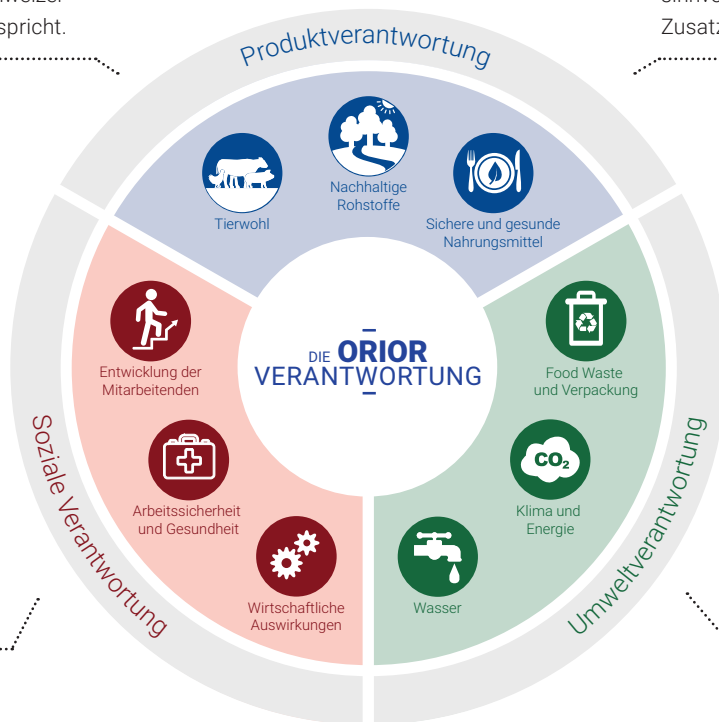 spricht.
Produktverantwortung
Tierwohl
Nachhaltige
Rohstoffe
Sichere und gesunde
Nahrungsmittel
Entwicklung der
Mitarbeitenden
Arbeitssicherheit
und Gesundheit
Wirtschaftliche
Auswirkungen
Soziale Verantwortung
DIE ORIOR
VERANTWORTUNG
Food Waste
und Verpackung
CO₂
Klima und
Energie
Wasser
Umweltverantwortung
Zusatz